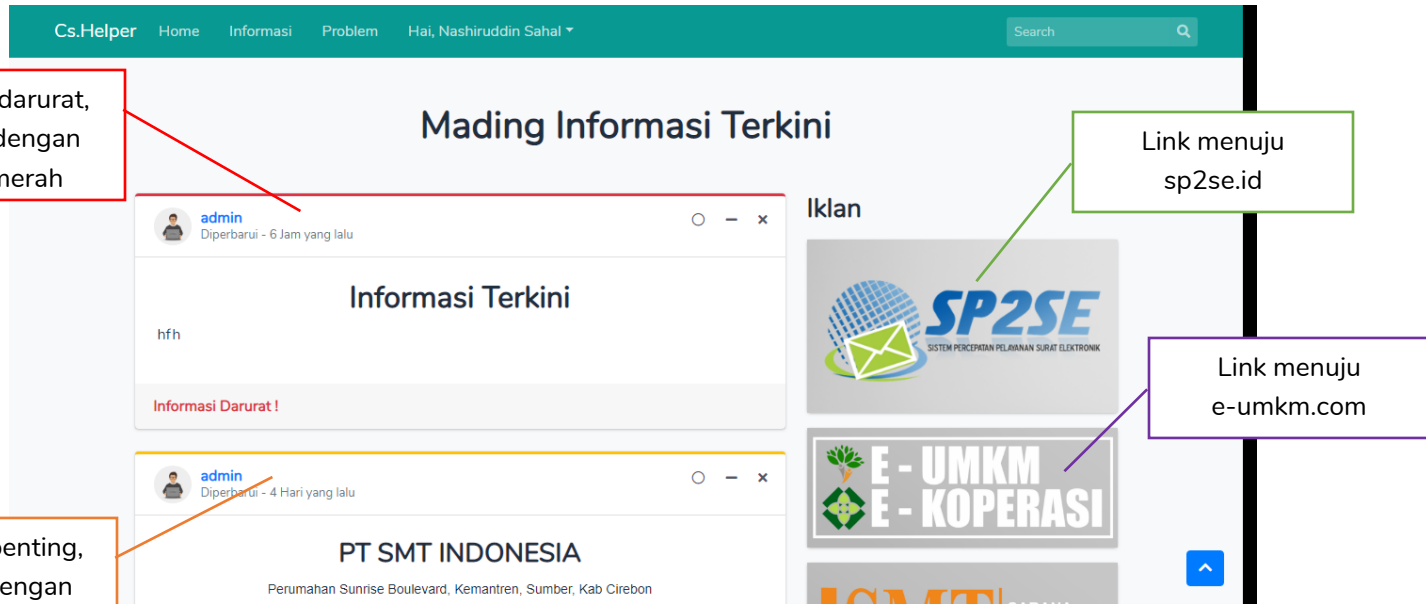 Cs.Helper Home Informasi Problem Hai, Nashiruddin Sahal Search
darurat,
dengan
merah
Mading Informasi Terkini
Link menuju
sp2se.id
admin
Diperbarui - 6 Jam yang lalu
Informasi Terkini
hfh
Informasi Darurat !
Iklan
SP2SE
SISTEM PERCEPATAN PELAYANAN SURAT ELEKTRONIK
Link menuju
e-umkm.com
E - UMKM
E - KOPERASI
admin
Diperbarui - 4 Hari yang lalu
penting,
dengan
PT SMT INDONESIA
Perumahan Sunrise Boulevard, Kemantren, Sumber, Kab Cirebon
SMT